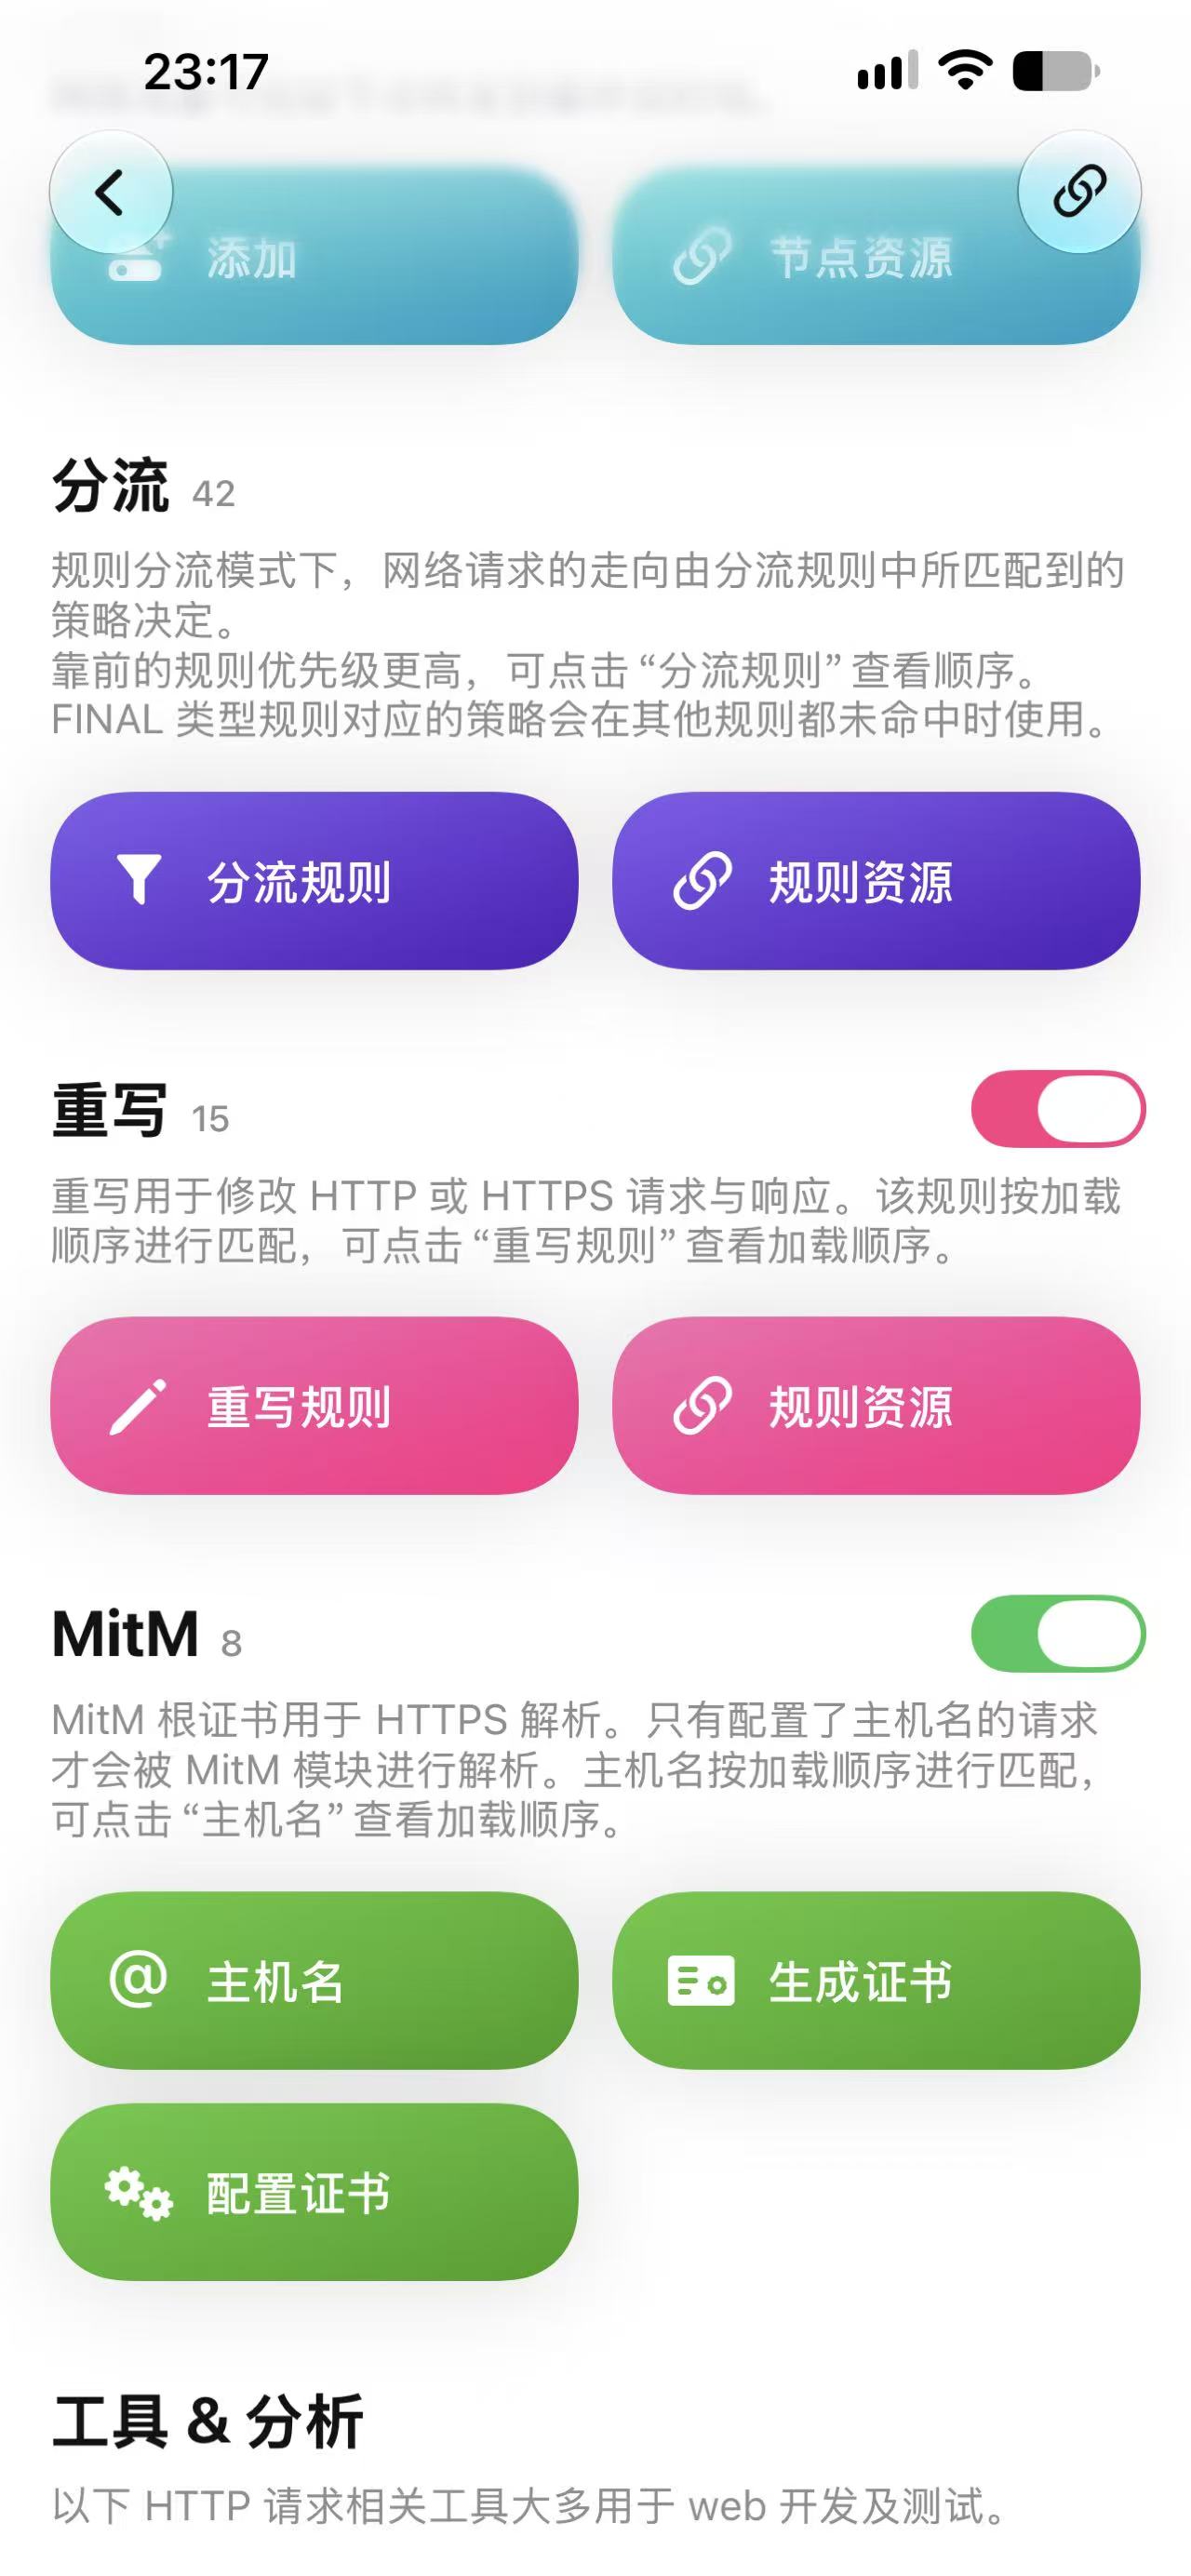 23:17
添加
节点资源
分流 42
规则分流模式下，网络请求的走向由分流规则中所匹配到的
策略决定。
靠前的规则优先级更高，可点击“分流规则”查看顺序。
FINAL 类型规则对应的策略会在其他规则都未命中时使用。
分流规则
规则资源
重写 15
重写用于修改 HTTP 或 HTTPS 请求与响应。该规则按加载
顺序进行匹配，可点击“重写规则”查看加载顺序。
重写规则
规则资源
MitM 8
MitM 根证书用于 HTTPS 解析。只有配置了主机名的请求
才会被 MitM 模块进行解析。主机名按加载顺序进行匹配，
可点击“主机名”查看加载顺序。
主机名
生成证书
配置证书
工具 & 分析
以下 HTTP 请求相关工具大多用于 web 开发及测试。